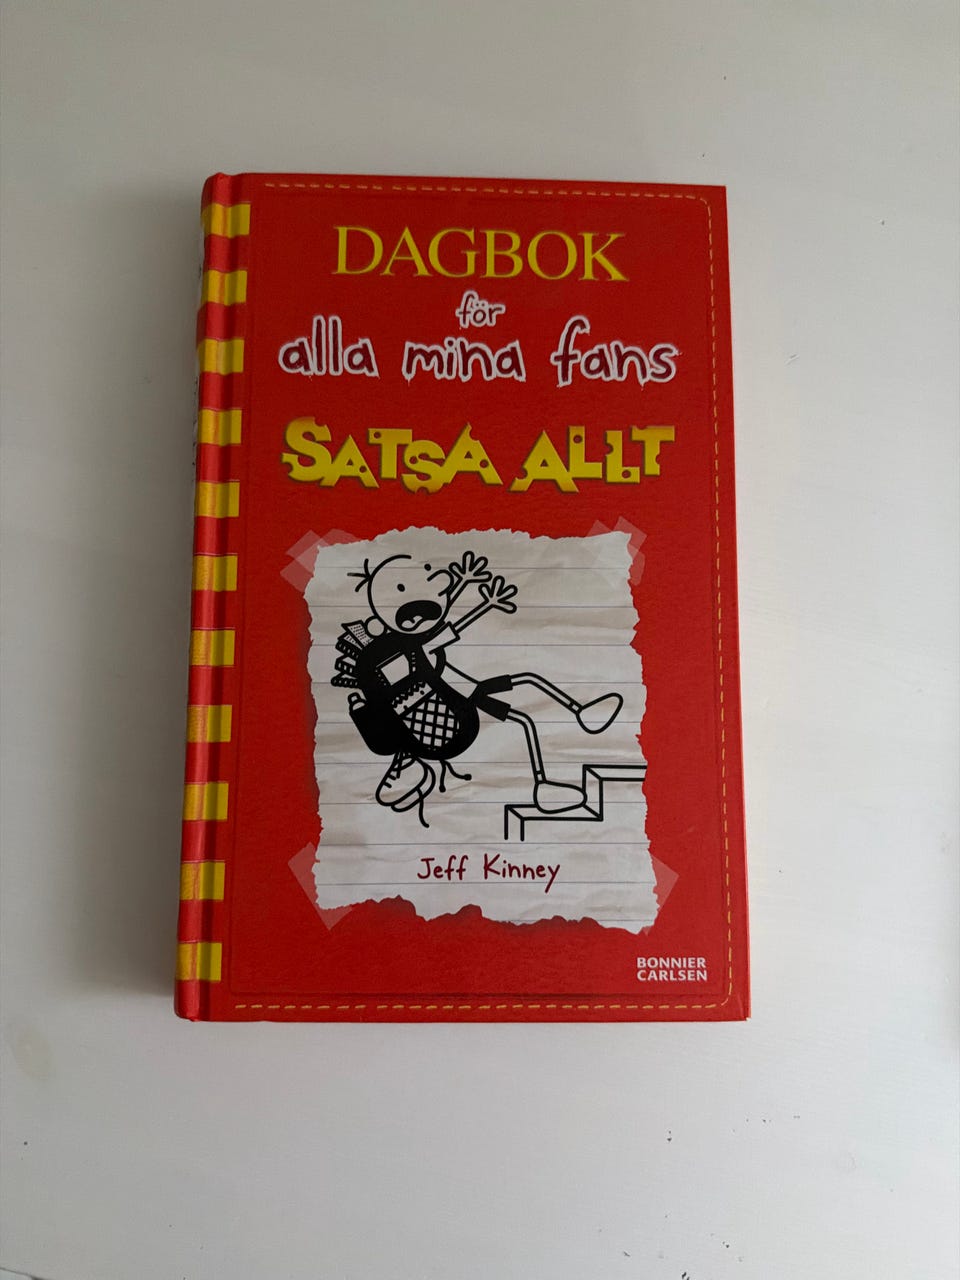 DAGBOK
för
alla mina fans
SATSA ALLT
Jeff Kinney
BONNIER
CARLSEN